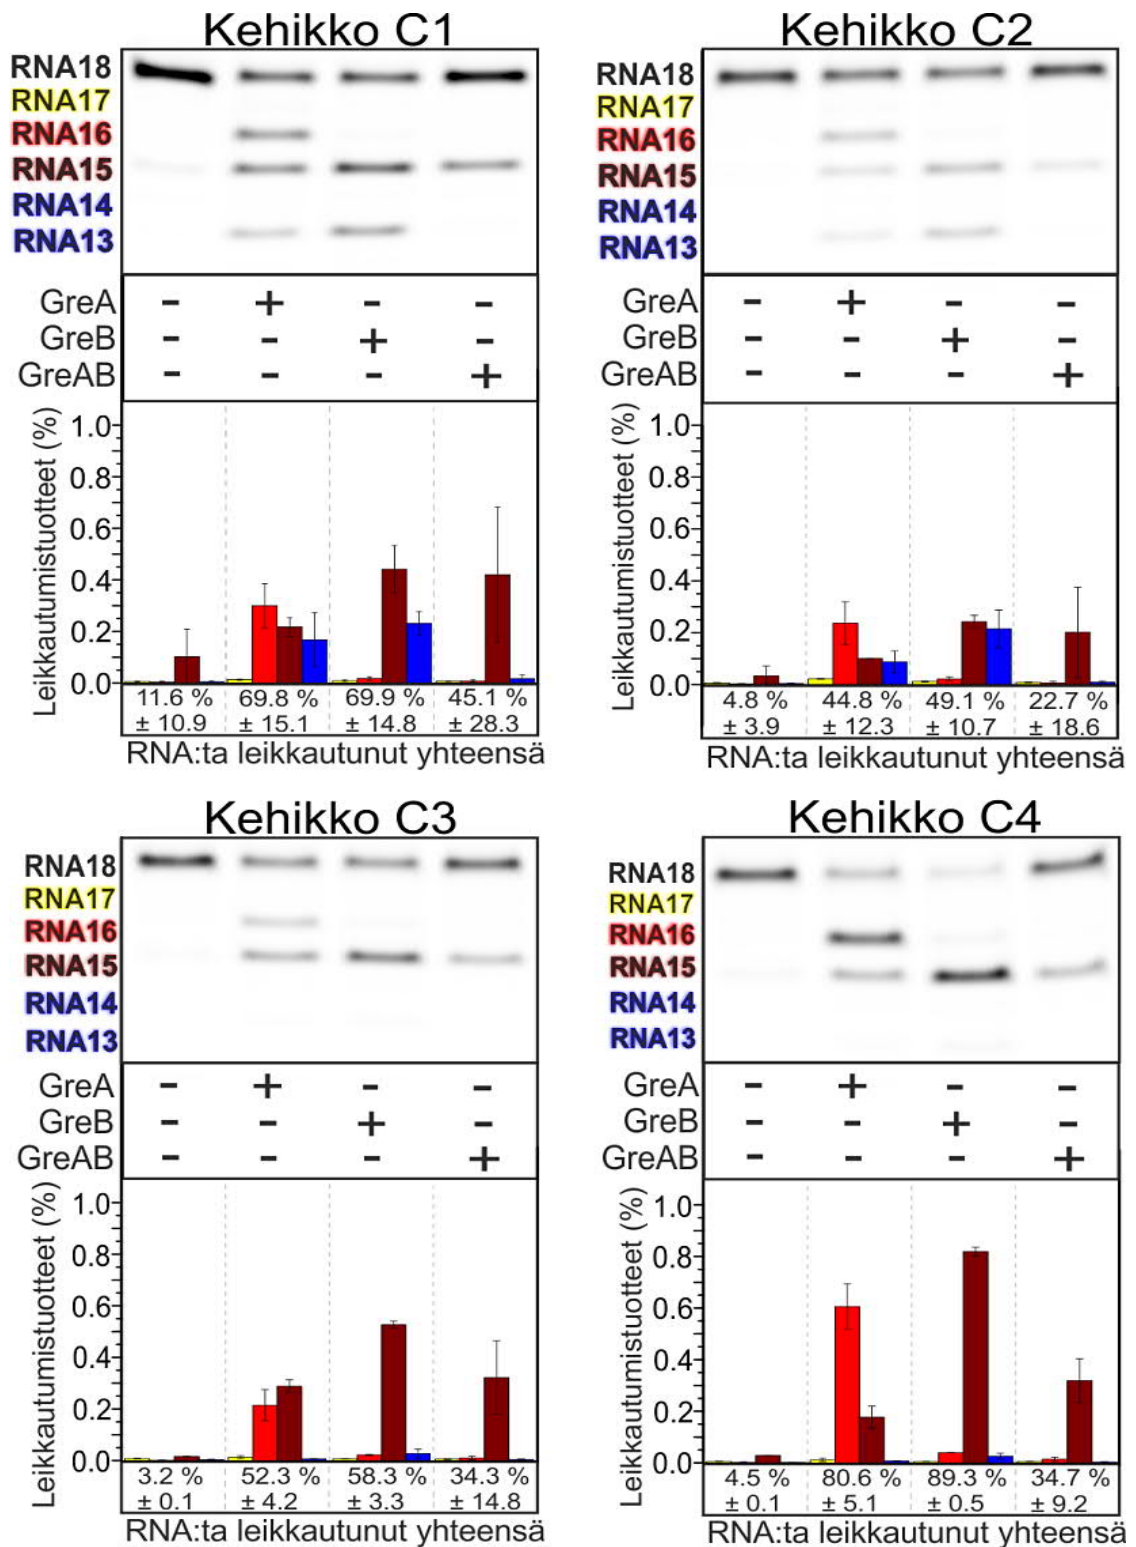 Kehikko C1
RNA18
RNA17
RNA16
RNA15
RNA14
RNA13
GreA - + - -
GreB - - + -
GreAB - - - +
Leikkautumistuotteet (%)
1.0
0.8
0.6
0.4
0.2
0.0
11.6 % 69.8 % 69.9 % 45.1 %
± 10.9 ± 15.1 ± 14.8 ± 28.3
RNA:ta leikkautunut yhteensä
Kehikko C2
RNA18
RNA17
RNA16
RNA15
RNA14
RNA13
GreA - + - -
GreB - - + -
GreAB - - - +
Leikkautumistuotteet (%)
1.0
0.8
0.6
0.4
0.2
0.0
4.8 % 44.8 % 49.1 % 22.7 %
± 3.9 ± 12.3 ± 10.7 ± 18.6
RNA:ta leikkautunut yhteensä
Kehikko C3
RNA18
RNA17
RNA16
RNA15
RNA14
RNA13
GreA - + - -
GreB - - + -
GreAB - - - +
Leikkautumistuotteet (%)
1.0
0.8
0.6
0.4
0.2
0.0
3.2 % 52.3 % 58.3 % 34.3 %
± 0.1 ± 4.2 ± 3.3 ± 14.8
RNA:ta leikkautunut yhteensä
Kehikko C4
RNA18
RNA17
RNA16
RNA15
RNA14
RNA13
GreA - + - -
GreB - - + -
GreAB - - - +
Leikkautumistuotteet (%)
1.0
0.8
0.6
0.4
0.2
0.0
4.5 % 80.6 % 89.3 % 34.7 %
± 0.1 ± 5.1 ± 0.5 ± 9.2
RNA:ta leikkautunut yhteensä